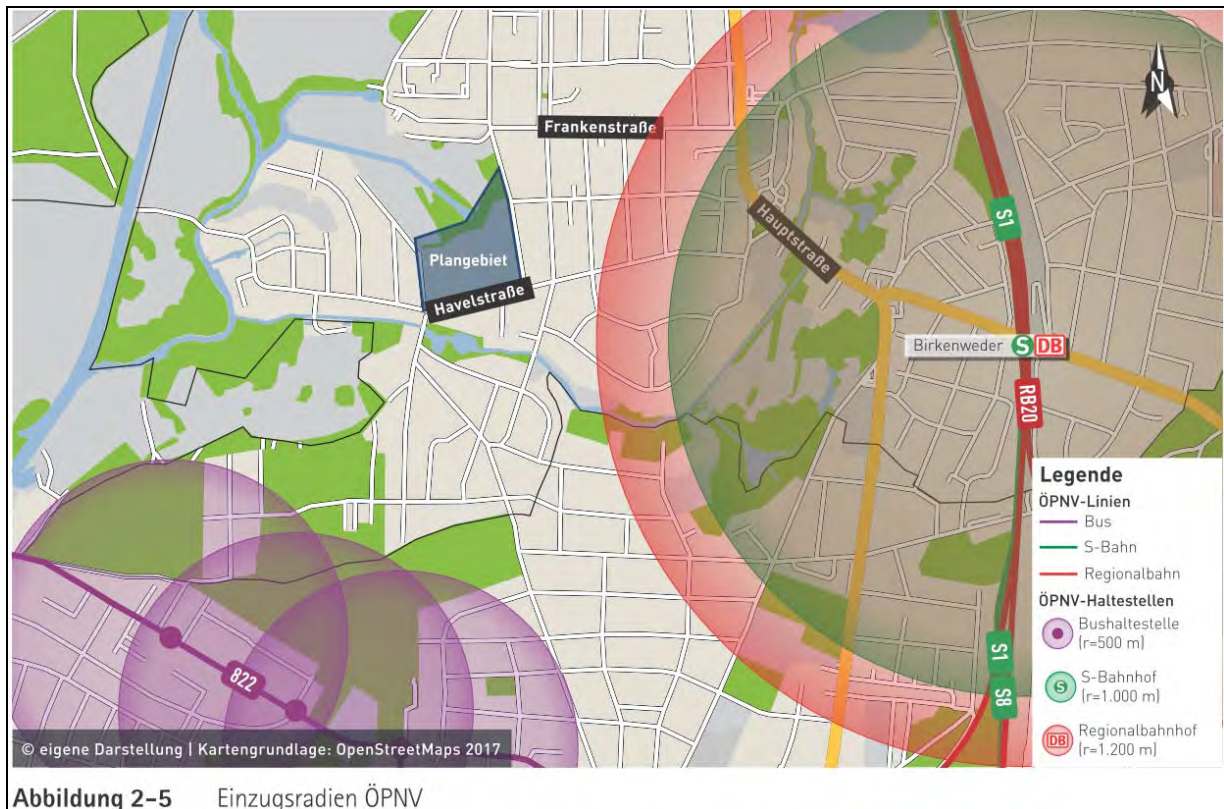 N
Frankenstraße
S1
Hauptstraße
Plangebiet
Havelstraße
Birkenweder S DB
RB20
Legende
ÖPNV-Linien
Bus
S-Bahn
Regionalbahn
ÖPNV-Haltestellen
Bushaltestelle
(r=500 m)
S S-Bahnhof
(r=1.000 m)
DB Regionalbahnhof
(r=1.200 m)
S1
S8
822
© eigene Darstellung | Kartengrundlage: OpenStreetMaps 2017
Abbildung 2-5 Einzugsradien ÖPNV